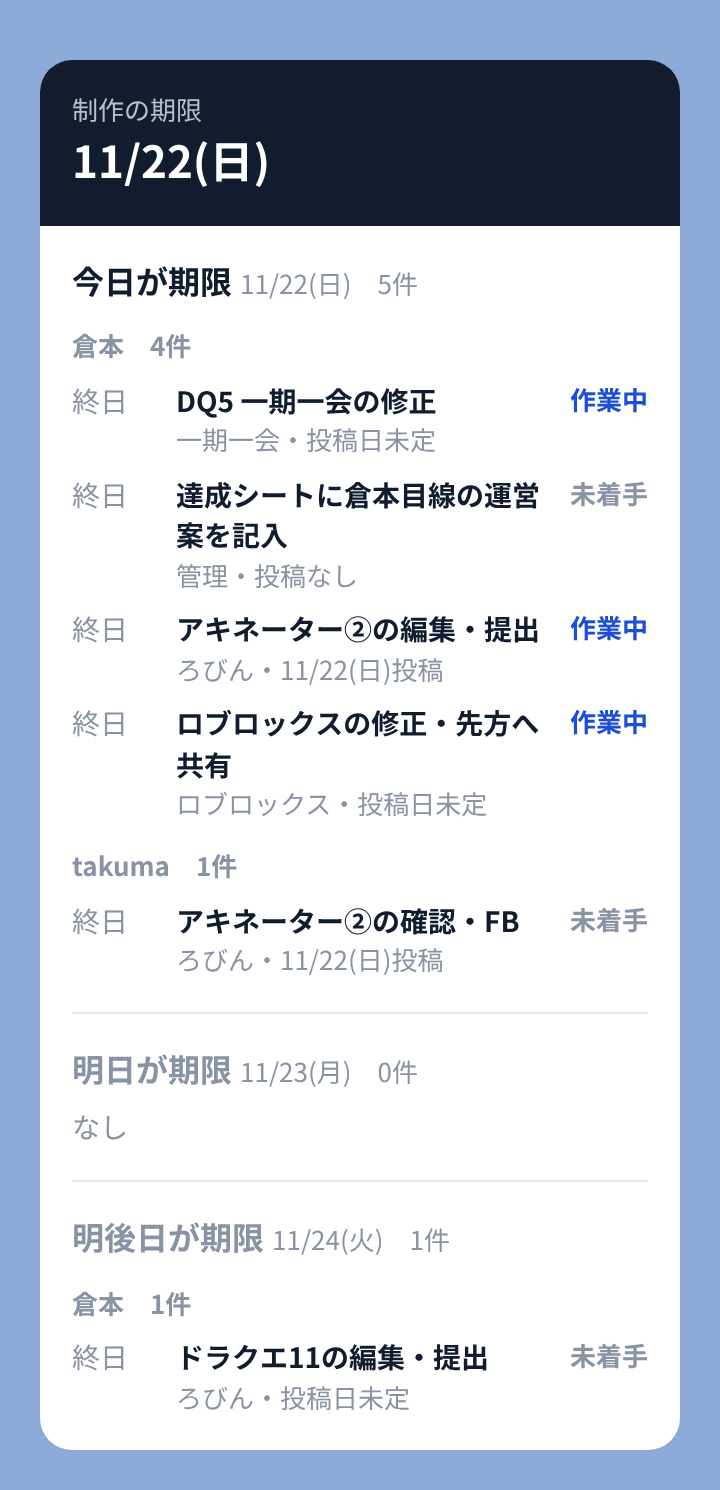 制作の期限
11/22(日)
今日が期限 11/22(日)　5件
倉本　4件
終日 DQ5 一期一会の修正 作業中
一期一会・投稿日未定
終日 達成シートに倉本目線の運営 未着手
案を記入
管理・投稿なし
終日 アキネーター②の編集・提出 作業中
ろびん・11/22(日)投稿
終日 ロブロックスの修正・先方へ 作業中
共有
ロブロックス・投稿日未定
takuma　1件
終日 アキネーター②の確認・FB 未着手
ろびん・11/22(日)投稿
明日が期限 11/23(月)　0件
なし
明後日が期限 11/24(火)　1件
倉本　1件
終日 ドラクエ11の編集・提出 未着手
ろびん・投稿日未定